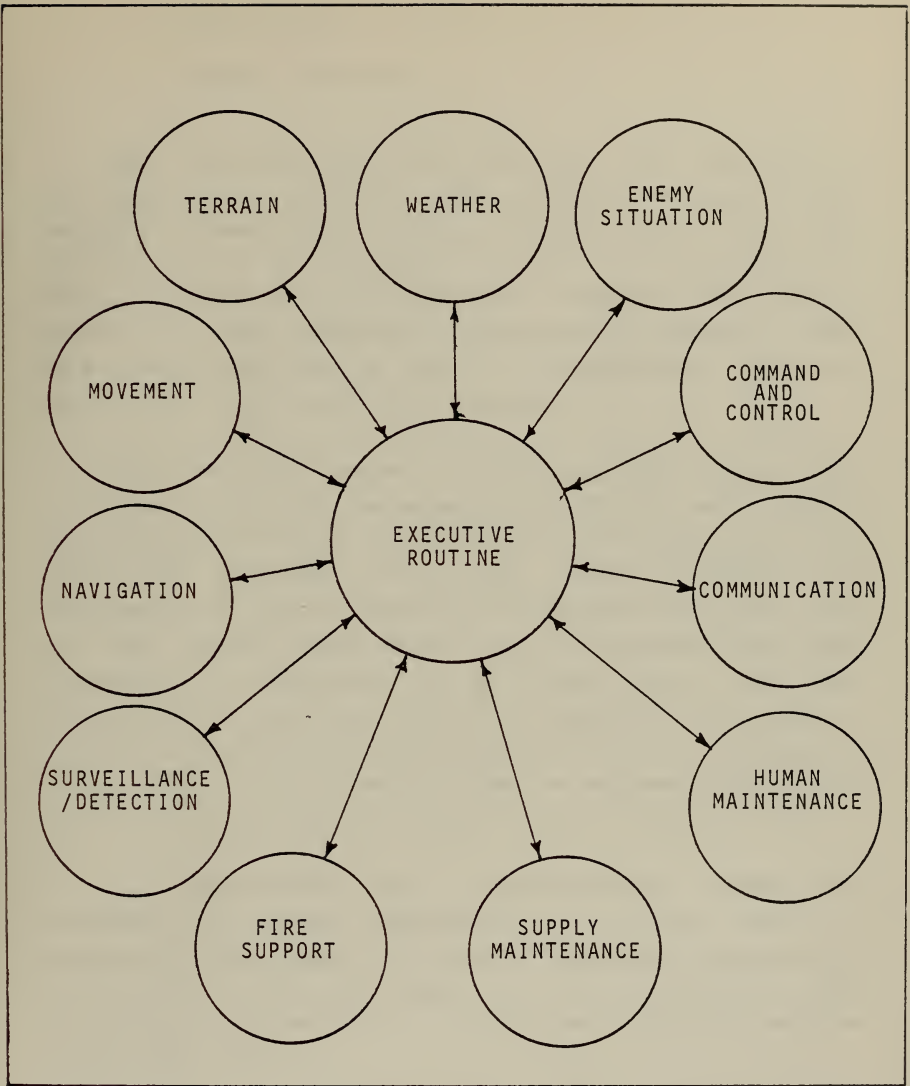 TERRAIN
WEATHER
ENEMY
SITUATION
MOVEMENT
COMMAND
AND
CONTROL
EXECUTIVE
ROUTINE
NAVIGATION
COMMUNICATION
SURVEILLANCE
/DETECTION
HUMAN
MAINTENANCE
FIRE
SUPPORT
SUPPLY
MAINTENANCE